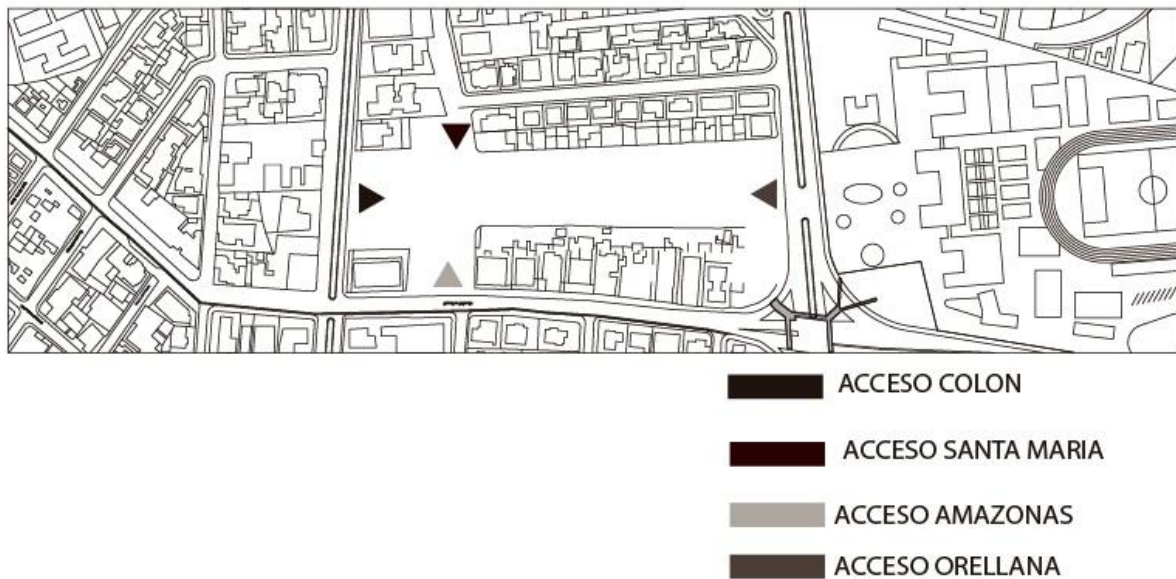 ACCESO COLON
ACCESO SANTA MARIA
ACCESO AMAZONAS
ACCESO ORELLANA